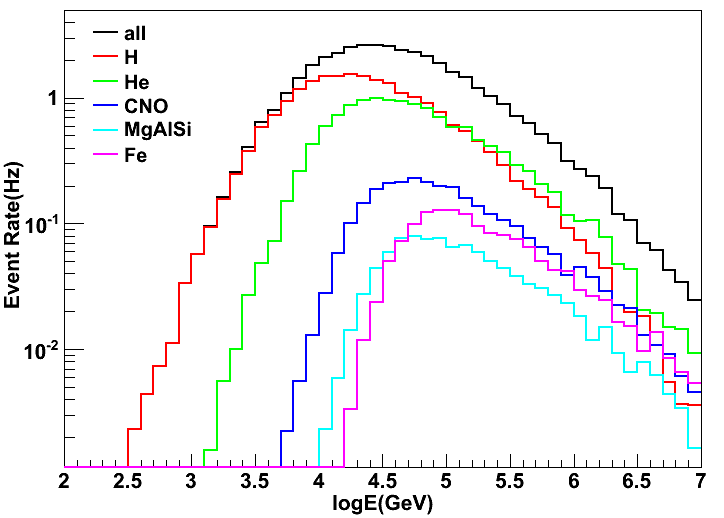 all
H
He
CNO
MgAlSi
Fe
Event Rate(Hz)
1
10⁻¹
10⁻²
2 2.5 3 3.5 4 4.5 5 5.5 6 6.5 7
logE(GeV)